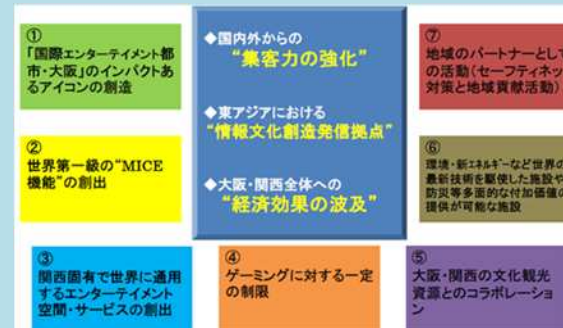 ①
「国際エンターテイメント都
市・大阪」のインパクトあ
るアイコンの創造
②
世界第一級の“MICE
機能”の創出
③
関西固有で世界に通用
するエンターテイメント
空間・サービスの創出
◆国内外からの
“集客力の強化”
◆東アジアにおける
“情報文化創造発信拠点”
◆大阪・関西全体への
“経済効果の波及”
④
ゲーミングに対する一定
の制限
⑤
大阪・関西の文化観光
資源とのコラボレーショ
ン
⑥
環境・新エネルギーなど世界の
最新技術を駆使した施設や
防災等多面的な付加価値の
提供が可能な施設
⑦
地域のパートナーとして
の活動(セーフティネット
対策と地域貢献活動)